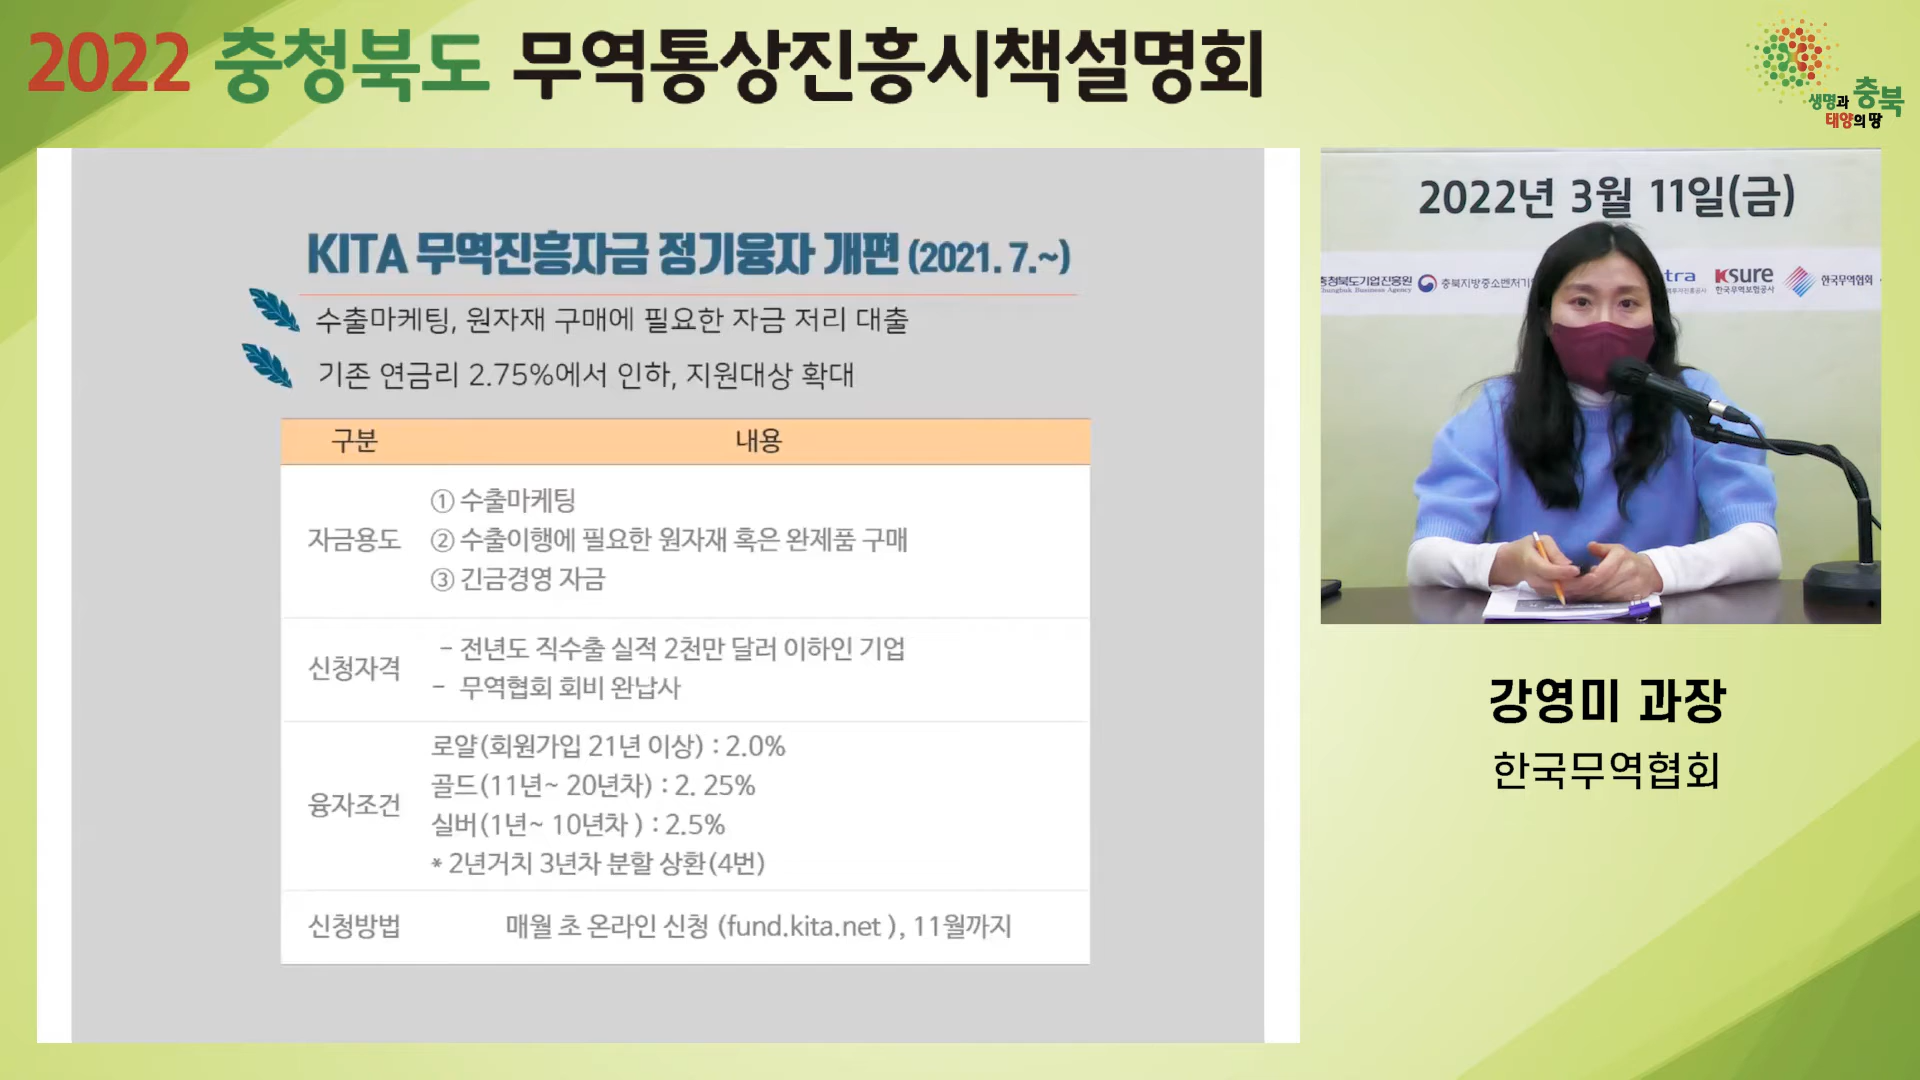 2022 충청북도 무역통상진흥시책설명회
생명과 충북
태양의 땅
KITA 무역진흥자금 정기융자 개편 (2021. 7.~)
수출마케팅, 원자재 구매에 필요한 자금 저리 대출
기존 연금리 2.75%에서 인하, 지원대상 확대
구분 내용
자금용도
① 수출마케팅
② 수출이행에 필요한 원자재 혹은 완제품 구매
③ 긴급경영 자금
신청자격
- 전년도 직수출 실적 2천만 달러 이하인 기업
- 무역협회 회비 완납사
융자조건
로얄(회원가입 21년 이상) : 2.0%
골드(11년~ 20년차) : 2. 25%
실버(1년~ 10년차 ) : 2.5%
* 2년거치 3년차 분할 상환(4번)
신청방법 매월 초 온라인 신청 (fund.kita.net ), 11월까지
2022년 3월 11일(금)
충청북도기업진흥원
Chungbuk Business Agency
충북지방중소벤처기
tra
Ksure
한국무역보험공사
한국무역협회
강영미 과장
한국무역협회